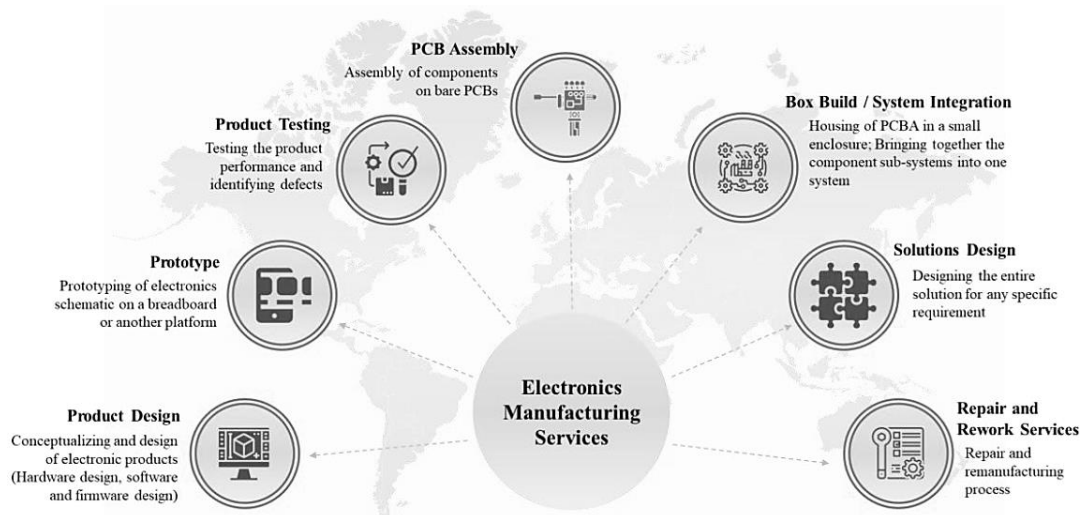 PCB Assembly
Assembly of components
on bare PCBs
Product Testing
Testing the product
performance and
identifying defects
Prototype
Prototyping of electronics
schematic on a breadboard
or another platform
Product Design
Conceptualizing and design
of electronic products
(Hardware design, software
and firmware design)
Electronics
Manufacturing
Services
Box Build / System Integration
Housing of PCBA in a small
enclosure; Bringing together the
component sub-systems into one
system
Solutions Design
Designing the entire
solution for any specific
requirement
Repair and
Rework Services
Repair and
remanufacturing
process